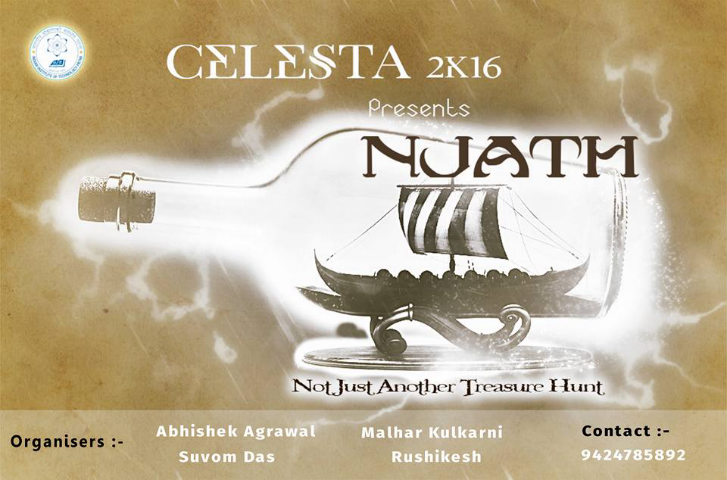 CELESTA 2K16
Presents
NJATH
Not Just Another Treasure Hunt
Organisers :-
Abhishek Agrawal
Suvom Das
Malhar Kulkarni
Rushikesh
Contact :-
9424785892